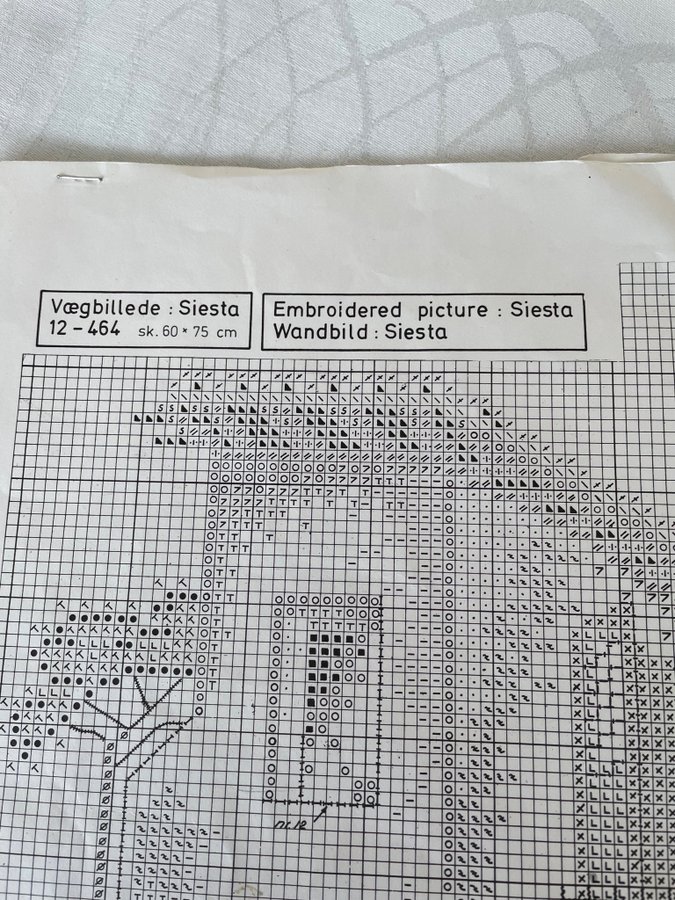 Vægbillede : Siesta
12-464 sk. 60 × 75 cm
Embroidered picture : Siesta
Wandbild : Siesta
nr. 12